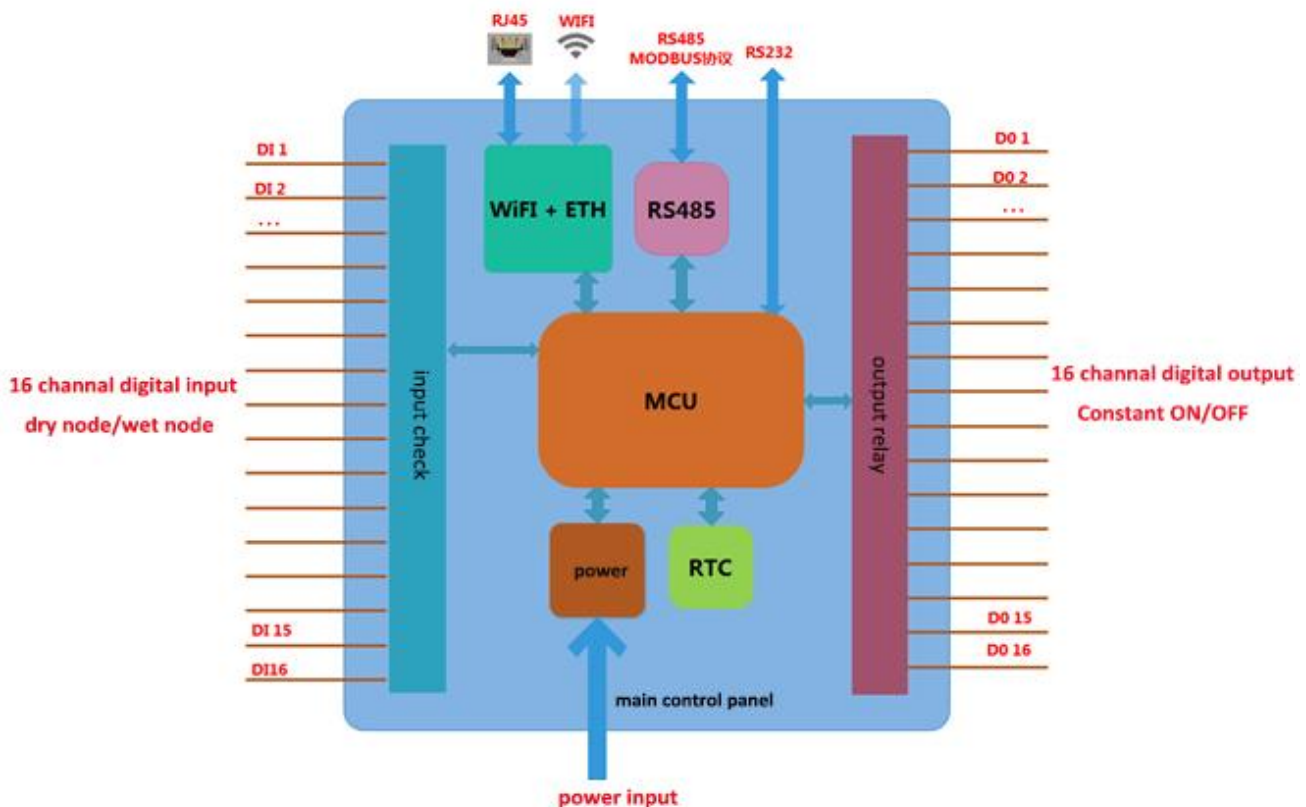 RJ45
WIFI
RS485
MODBUS协议
RS232
DI 1
DI 2
...
DI 15
DI16
16 channal digital input
dry node/wet node
input check
WiFI + ETH
RS485
MCU
power
RTC
main control panel
power input
output relay
D0 1
D0 2
...
D0 15
D0 16
16 channal digital output
Constant ON/OFF